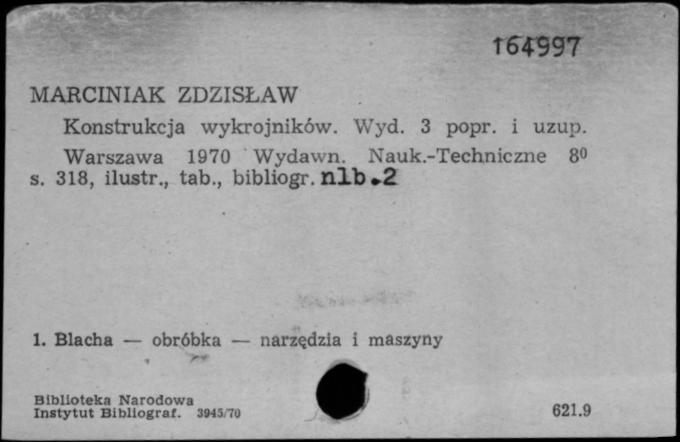 164997
MARCINIAK ZDZISŁAW
Konstrukcja wykrojników. Wyd. 3 popr. i uzup.
Warszawa 1970 Wydawn. Nauk.-Techniczne 8⁰
s. 318, ilustr., tab., bibliogr. nlb.2
1. Blacha — obróbka — narzędzia i maszyny
Biblioteka Narodowa
Instytut Bibliograf. 3945/70
621.9